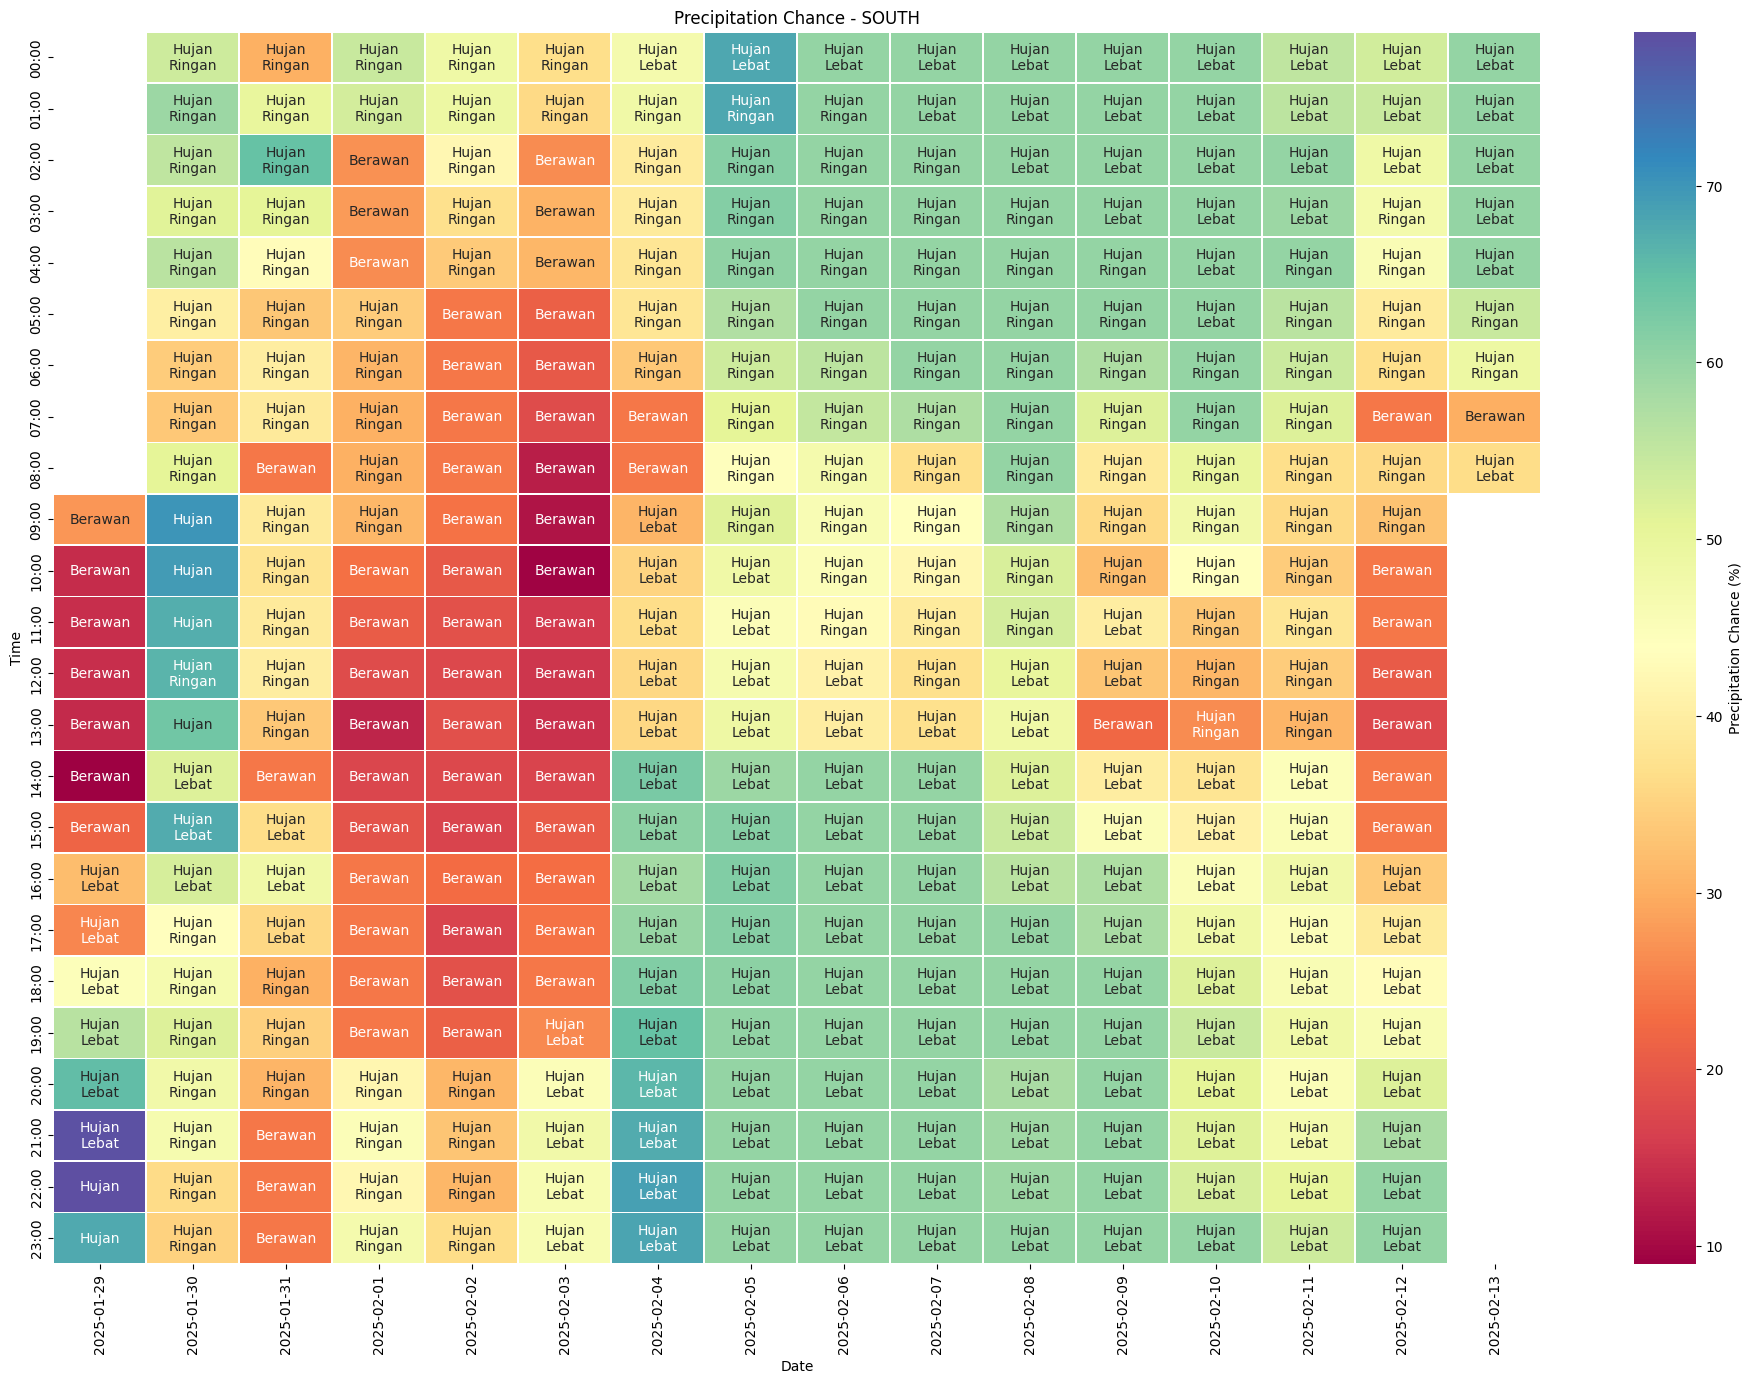 Precipitation Chance - SOUTH
00:00 Hujan Ringan Hujan Ringan Hujan Ringan Hujan Ringan Hujan Ringan Hujan Lebat Hujan Lebat Hujan Lebat Hujan Lebat Hujan Lebat Hujan Lebat Hujan Lebat Hujan Lebat Hujan Lebat Hujan Lebat
01:00 Hujan Ringan Hujan Ringan Hujan Ringan Hujan Ringan Hujan Ringan Hujan Ringan Hujan Ringan Hujan Ringan Hujan Lebat Hujan Lebat Hujan Lebat Hujan Lebat Hujan Lebat Hujan Lebat Hujan Lebat
02:00 Hujan Ringan Hujan Ringan Berawan Hujan Ringan Berawan Hujan Ringan Hujan Ringan Hujan Ringan Hujan Ringan Hujan Lebat Hujan Lebat Hujan Lebat Hujan Lebat Hujan Lebat Hujan Lebat
03:00 Hujan Ringan Hujan Ringan Berawan Hujan Ringan Berawan Hujan Ringan Hujan Ringan Hujan Ringan Hujan Ringan Hujan Ringan Hujan Lebat Hujan Lebat Hujan Lebat Hujan Ringan Hujan Lebat
04:00 Hujan Ringan Hujan Ringan Berawan Hujan Ringan Berawan Hujan Ringan Hujan Ringan Hujan Ringan Hujan Ringan Hujan Ringan Hujan Ringan Hujan Lebat Hujan Ringan Hujan Ringan Hujan Lebat
05:00 Hujan Ringan Hujan Ringan Hujan Ringan Berawan Berawan Hujan Ringan Hujan Ringan Hujan Ringan Hujan Ringan Hujan Ringan Hujan Ringan Hujan Lebat Hujan Ringan Hujan Ringan Hujan Ringan
06:00 Hujan Ringan Hujan Ringan Hujan Ringan Berawan Berawan Hujan Ringan Hujan Ringan Hujan Ringan Hujan Ringan Hujan Ringan Hujan Ringan Hujan Ringan Hujan Ringan Hujan Ringan Hujan Ringan
07:00 Hujan Ringan Hujan Ringan Hujan Ringan Berawan Berawan Berawan Hujan Ringan Hujan Ringan Hujan Ringan Hujan Ringan Hujan Ringan Hujan Ringan Hujan Ringan Berawan Berawan
08:00 Hujan Ringan Berawan Hujan Ringan Berawan Berawan Berawan Hujan Ringan Hujan Ringan Hujan Ringan Hujan Ringan Hujan Ringan Hujan Ringan Hujan Ringan Hujan Ringan Hujan Lebat
09:00 Berawan Hujan Hujan Ringan Hujan Ringan Berawan Berawan Hujan Lebat Hujan Ringan Hujan Ringan Hujan Ringan Hujan Ringan Hujan Ringan Hujan Ringan Hujan Ringan Hujan Ringan
10:00 Berawan Hujan Hujan Ringan Berawan Berawan Berawan Hujan Lebat Hujan Lebat Hujan Ringan Hujan Ringan Hujan Ringan Hujan Ringan Hujan Ringan Hujan Ringan Berawan
11:00 Berawan Hujan Hujan Ringan Berawan Berawan Berawan Hujan Lebat Hujan Lebat Hujan Ringan Hujan Ringan Hujan Ringan Hujan Lebat Hujan Ringan Hujan Ringan Berawan
12:00 Berawan Hujan Ringan Hujan Ringan Berawan Berawan Berawan Hujan Lebat Hujan Lebat Hujan Lebat Hujan Ringan Hujan Lebat Hujan Lebat Hujan Ringan Hujan Ringan Berawan
13:00 Berawan Hujan Hujan Ringan Berawan Berawan Berawan Hujan Lebat Hujan Lebat Hujan Lebat Hujan Lebat Hujan Lebat Berawan Hujan Ringan Hujan Ringan Berawan
14:00 Berawan Hujan Lebat Berawan Berawan Berawan Berawan Hujan Lebat Hujan Lebat Hujan Lebat Hujan Lebat Hujan Lebat Hujan Lebat Hujan Lebat Hujan Lebat Berawan
15:00 Berawan Hujan Lebat Hujan Lebat Berawan Berawan Berawan Hujan Lebat Hujan Lebat Hujan Lebat Hujan Lebat Hujan Lebat Hujan Lebat Hujan Lebat Hujan Lebat Berawan
16:00 Hujan Lebat Hujan Lebat Hujan Lebat Berawan Berawan Berawan Hujan Lebat Hujan Lebat Hujan Lebat Hujan Lebat Hujan Lebat Hujan Lebat Hujan Lebat Hujan Lebat Hujan Lebat
17:00 Hujan Lebat Hujan Ringan Hujan Lebat Berawan Berawan Berawan Hujan Lebat Hujan Lebat Hujan Lebat Hujan Lebat Hujan Lebat Hujan Lebat Hujan Lebat Hujan Lebat Hujan Lebat
18:00 Hujan Lebat Hujan Ringan Hujan Ringan Berawan Berawan Berawan Hujan Lebat Hujan Lebat Hujan Lebat Hujan Lebat Hujan Lebat Hujan Lebat Hujan Lebat Hujan Lebat Hujan Lebat
19:00 Hujan Lebat Hujan Ringan Hujan Ringan Berawan Berawan Hujan Lebat Hujan Lebat Hujan Lebat Hujan Lebat Hujan Lebat Hujan Lebat Hujan Lebat Hujan Lebat Hujan Lebat Hujan Lebat
20:00 Hujan Lebat Hujan Ringan Hujan Ringan Hujan Ringan Hujan Ringan Hujan Lebat Hujan Lebat Hujan Lebat Hujan Lebat Hujan Lebat Hujan Lebat Hujan Lebat Hujan Lebat Hujan Lebat Hujan Lebat
21:00 Hujan Lebat Hujan Ringan Berawan Hujan Ringan Hujan Ringan Hujan Lebat Hujan Lebat Hujan Lebat Hujan Lebat Hujan Lebat Hujan Lebat Hujan Lebat Hujan Lebat Hujan Lebat Hujan Lebat
22:00 Hujan Hujan Ringan Berawan Hujan Ringan Hujan Ringan Hujan Lebat Hujan Lebat Hujan Lebat Hujan Lebat Hujan Lebat Hujan Lebat Hujan Lebat Hujan Lebat Hujan Lebat Hujan Lebat
23:00 Hujan Hujan Ringan Berawan Hujan Ringan Hujan Ringan Hujan Lebat Hujan Lebat Hujan Lebat Hujan Lebat Hujan Lebat Hujan Lebat Hujan Lebat Hujan Lebat Hujan Lebat Hujan Lebat
Time
2025-01-29 2025-01-30 2025-01-31 2025-02-01 2025-02-02 2025-02-03 2025-02-04 2025-02-05 2025-02-06 2025-02-07 2025-02-08 2025-02-09 2025-02-10 2025-02-11 2025-02-12 2025-02-13
Date
70
60
50
40
30
20
10
Precipitation Chance (%)